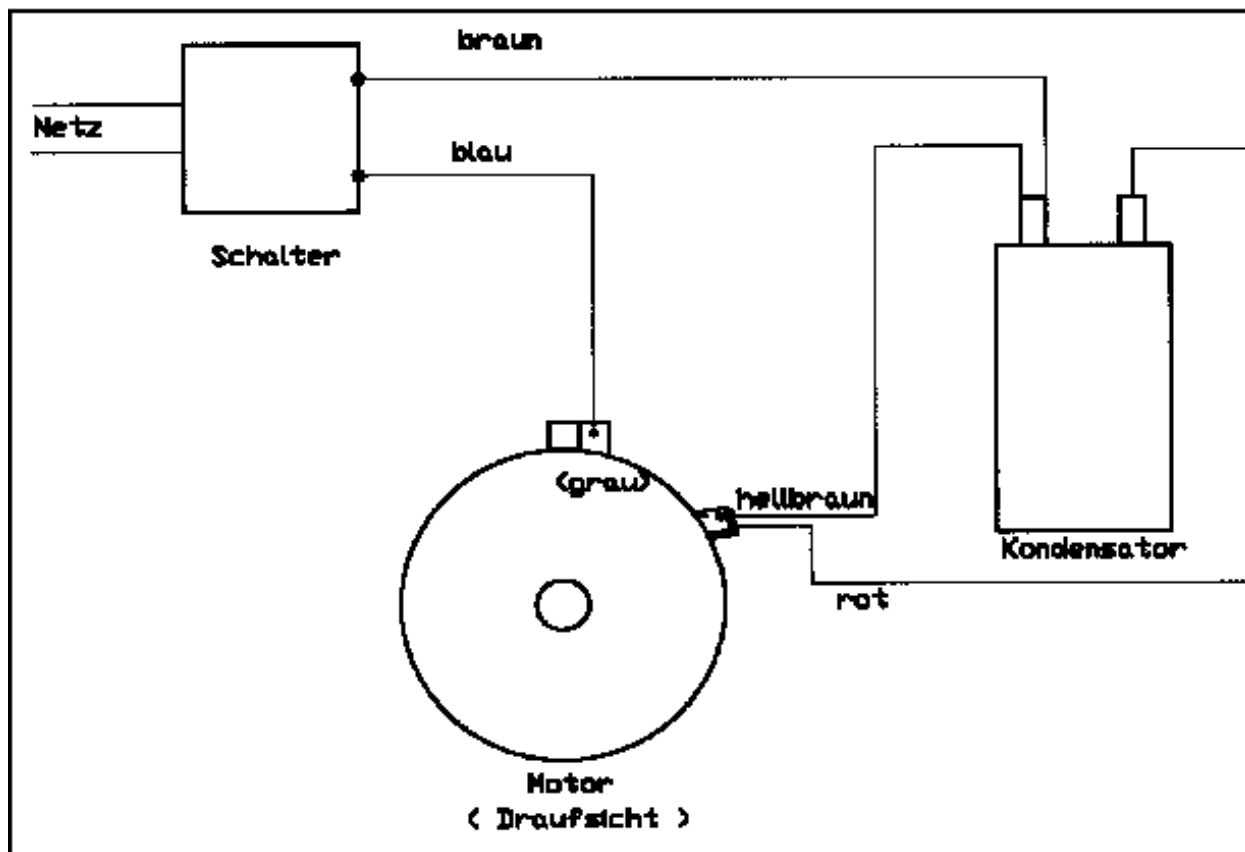 braun
Netz
blau
Schalter
(grau)
hellbraun
Kondensator
rot
Motor
( Draufsicht )